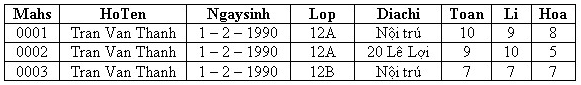 Mahs HoTen Ngaysinh Lop Diachi Toan Li Hoa
0001 Tran Van Thanh 1 – 2 – 1990 12A Nội trú 10 9 8
0002 Tran Van Thanh 1 – 2 – 1990 12A 20 Lê Lợi 9 10 5
0003 Tran Van Thanh 1 – 2 – 1990 12B Nội trú 7 7 7